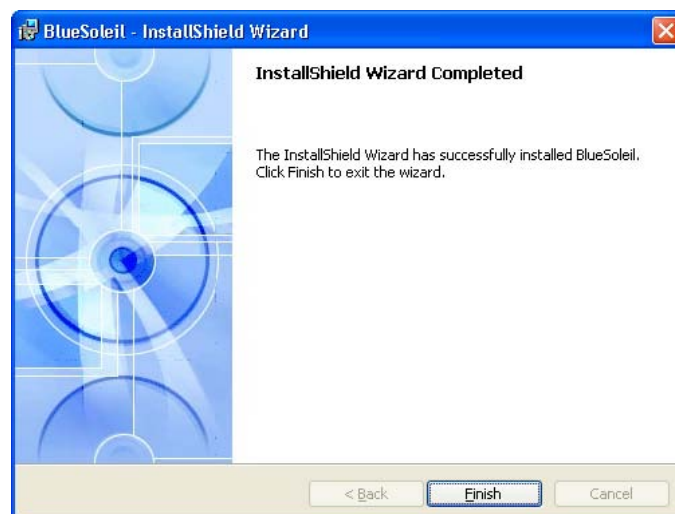 BlueSoleil - InstallShield Wizard
InstallShield Wizard Completed
The InstallShield Wizard has successfully installed BlueSoleil.
Click Finish to exit the wizard.
< Back Finish Cancel